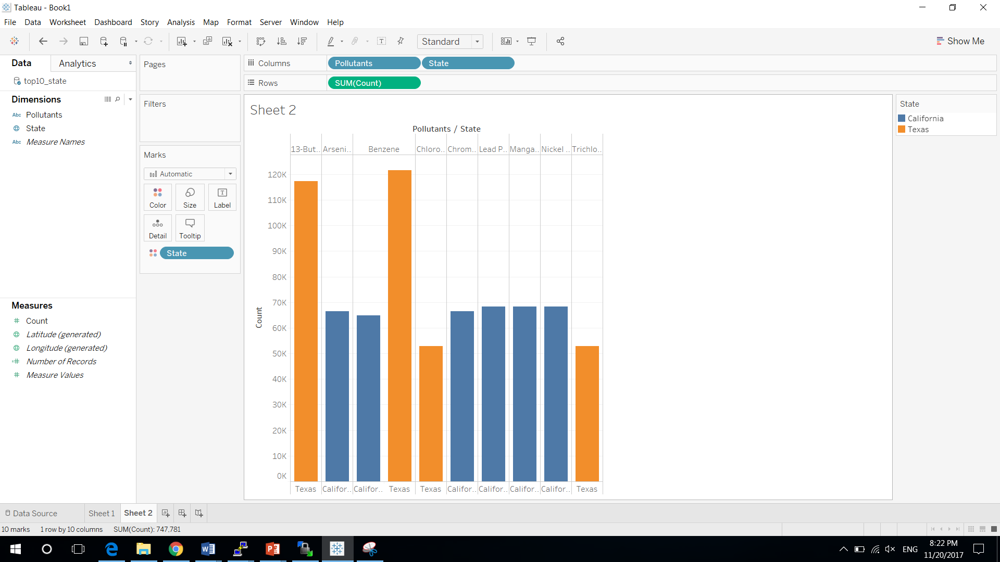 Tableau - Book1
File Data Worksheet Dashboard Story Analysis Map Format Server Window Help
Standard
Show Me
Data Analytics
top10_state
Dimensions
Abc Pollutants
State
Abc Measure Names
Measures
Count
Latitude (generated)
Longitude (generated)
Number of Records
Measure Values
Pages
Filters
Marks
Automatic
Color Size Label
Detail Tooltip
State
Columns Pollutants State
Rows SUM(Count)
Sheet 2
Pollutants / State
13-But.. Arseni.. Benzene Chloro.. Chrom.. Lead P.. Manga.. Nickel .. Trichlo..
120K
110K
100K
90K
80K
70K
60K
50K
40K
30K
20K
10K
0K
Count
Texas Califor.. Califor.. Texas Texas Califor.. Califor.. Califor.. Califor.. Texas
State
California
Texas
Data Source Sheet 1 Sheet 2
10 marks 1 row by 10 columns SUM(Count): 747,781
ENG
8:22 PM
11/20/2017